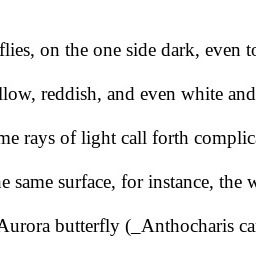 flies, on the one side dark, even to
llow, reddish, and even white and
me rays of light call forth complic
e same surface, for instance, the w
Aurora butterfly (_Anthocharis ca